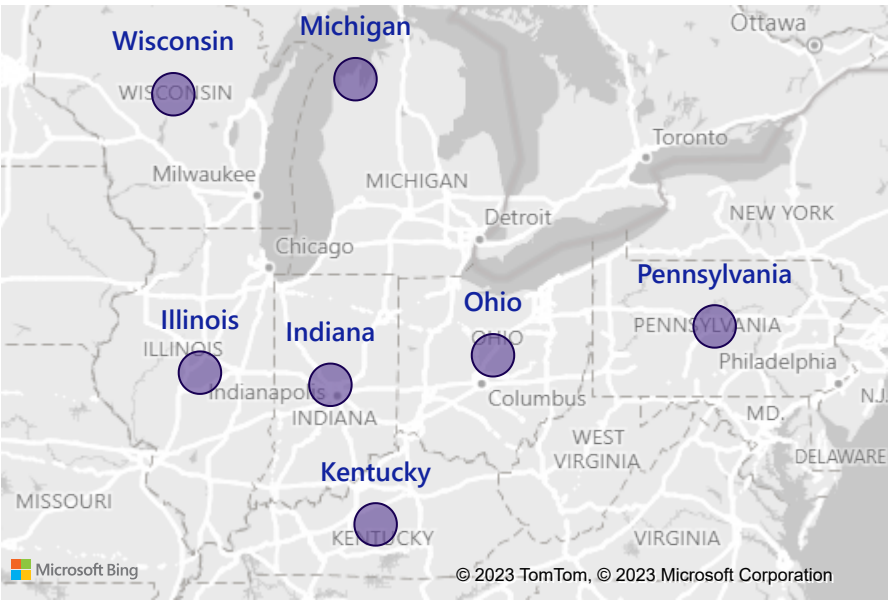 Michigan
Ottawa
Wisconsin
WISCONSIN
Toronto
Milwaukee
MICHIGAN
Detroit
NEW YORK
Chicago
Pennsylvania
Ohio
Illinois
Indiana
PENNSYLVANIA
OHIO
ILLINOIS
Philadelphia
Indianapolis
Columbus
N.J.
INDIANA
MD.
WEST
VIRGINIA
DELAWARE
Kentucky
MISSOURI
KENTUCKY
VIRGINIA
Microsoft Bing
© 2023 TomTom, © 2023 Microsoft Corporation